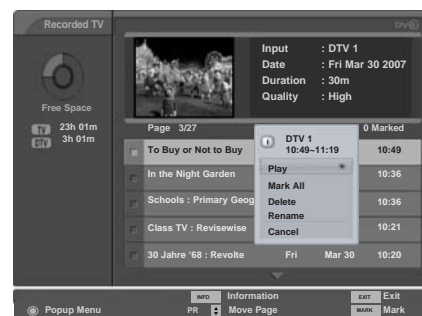 Recorded TV
DVR
Input : DTV 1
Date : Fri Mar 30 2007
Duration : 30m
Quality : High
Free Space
TV 23h 01m
DTV 3h 01m
Page 3/27
0 Marked
DTV 1
10:49~11:19
Play
Mark All
Delete
Rename
Cancel
To Buy or Not to Buy 10:49
In the Night Garden 10:36
Schools : Primary Geog 10:36
Class TV : Revisewise 10:21
30 Jahre '68 : Revolte Fri Mar 30 10:20
INFO Information EXIT Exit
Popup Menu PR Move Page MARK Mark